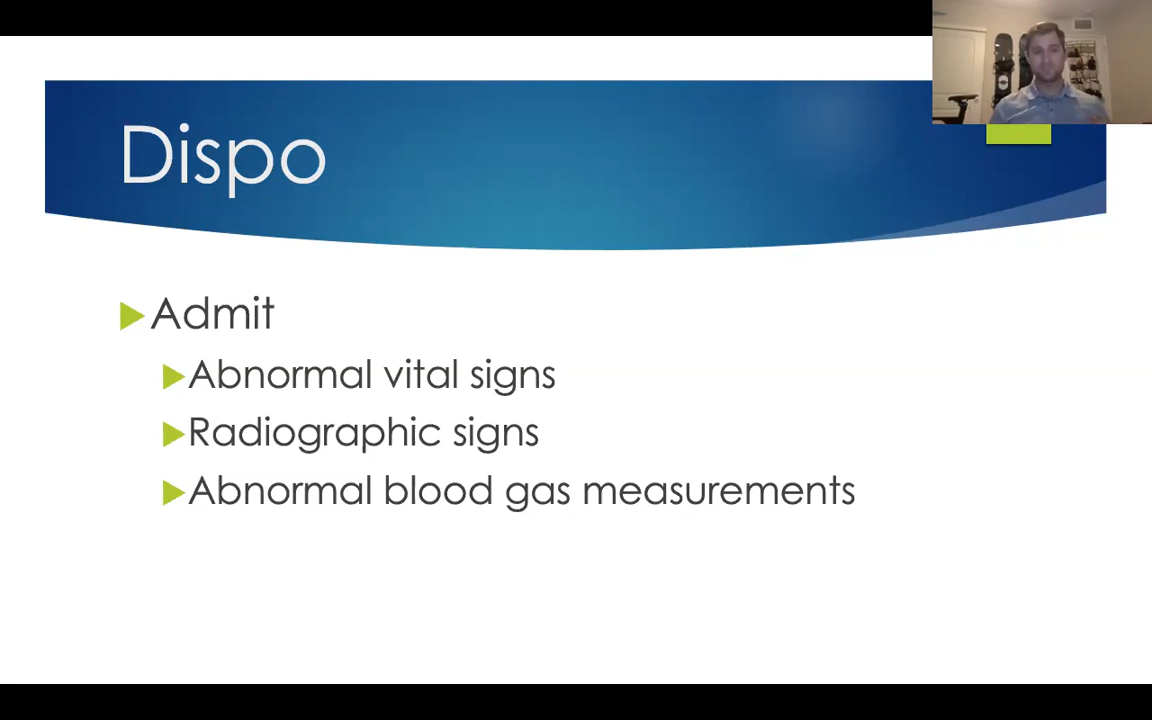 Dispo
Admit
Abnormal vital signs
Radiographic signs
Abnormal blood gas measurements